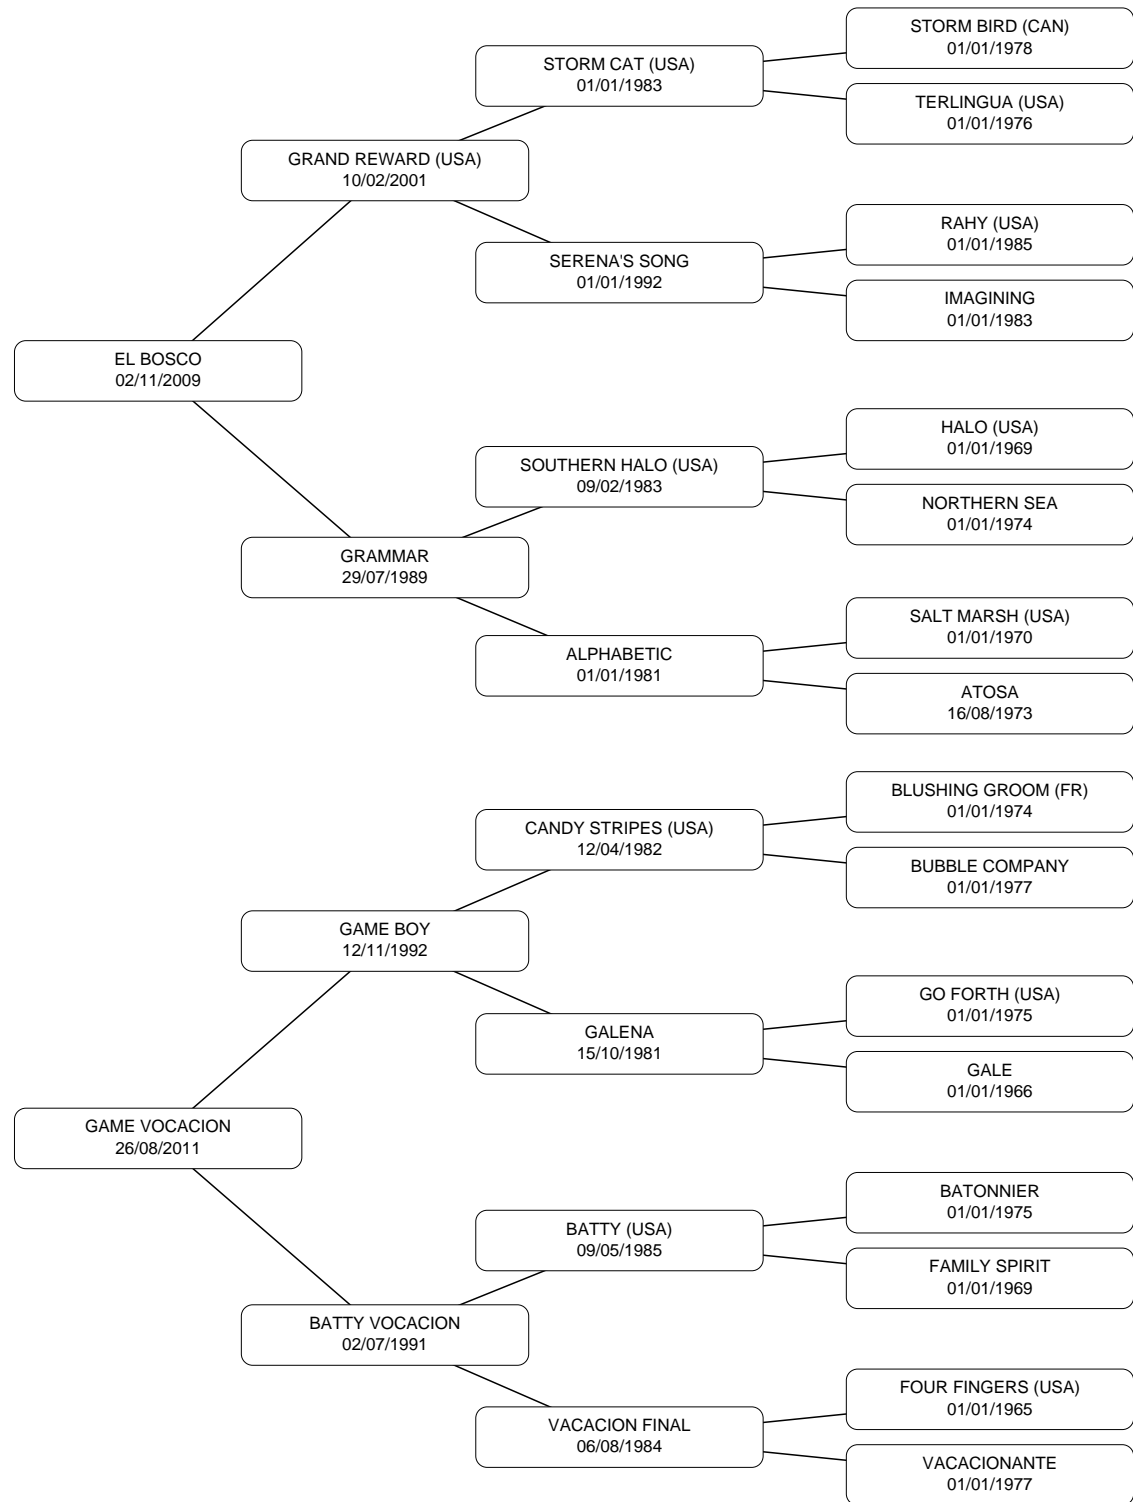 STORM BIRD (CAN)
01/01/1978
STORM CAT (USA)
01/01/1983
TERLINGUA (USA)
01/01/1976
GRAND REWARD (USA)
10/02/2001
RAHY (USA)
01/01/1985
SERENA'S SONG
01/01/1992
IMAGINING
01/01/1983
EL BOSCO
02/11/2009
HALO (USA)
01/01/1969
SOUTHERN HALO (USA)
09/02/1983
NORTHERN SEA
01/01/1974
GRAMMAR
29/07/1989
SALT MARSH (USA)
01/01/1970
ALPHABETIC
01/01/1981
ATOSA
16/08/1973
BLUSHING GROOM (FR)
01/01/1974
CANDY STRIPES (USA)
12/04/1982
BUBBLE COMPANY
01/01/1977
GAME BOY
12/11/1992
GO FORTH (USA)
01/01/1975
GALENA
15/10/1981
GALE
01/01/1966
GAME VOCACION
26/08/2011
BATONNIER
01/01/1975
BATTY (USA)
09/05/1985
FAMILY SPIRIT
01/01/1969
BATTY VOCACION
02/07/1991
FOUR FINGERS (USA)
01/01/1965
VACACION FINAL
06/08/1984
VACACIONANTE
01/01/1977